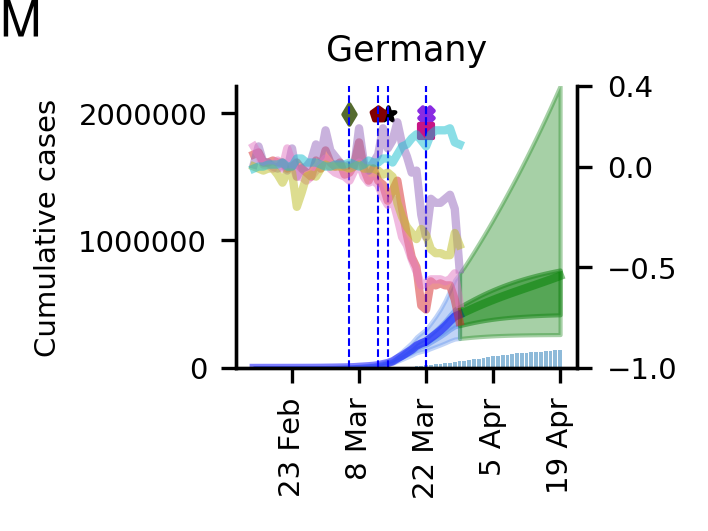 M
Germany
Cumulative cases
2000000
1000000
0
0.4
0.0
−0.5
−1.0
23 Feb
8 Mar
22 Mar
5 Apr
19 Apr